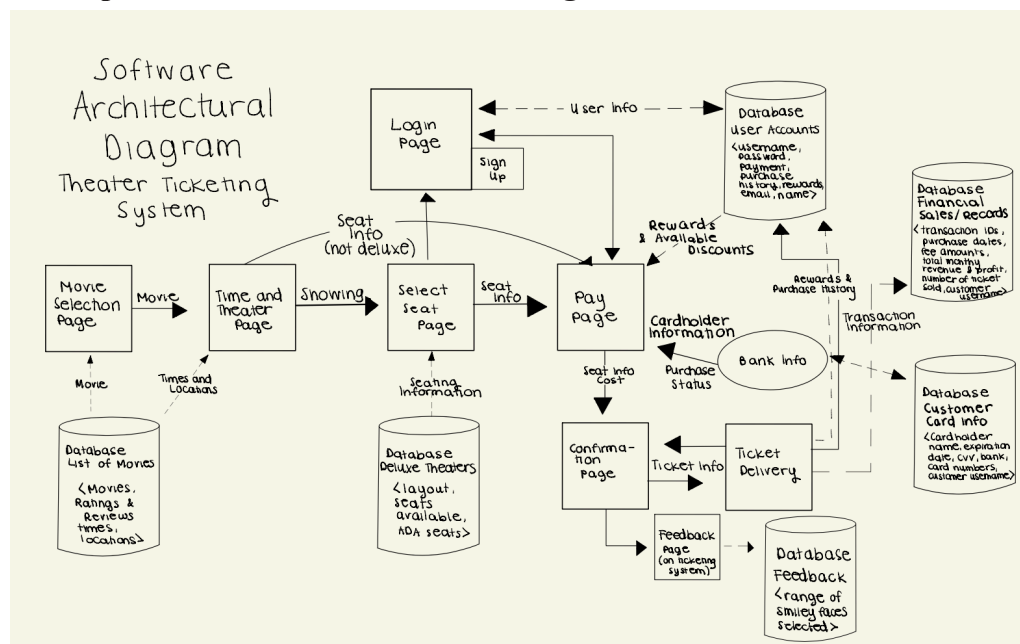 Software
Architectural
Diagram
Theater Ticketing
System
Login
Page
Sign
Up
User Info
Database
User Accounts
<username,
password,
payment,
purchase
history, rewards,
email, name>
Database
Financial
Sales/Records
<transaction IDs,
purchase dates,
fee amounts,
total monthly
revenue & profit,
number of ticket
sold, customer
username>
Seat
Info
(not deluxe)
Rewards
& Available
Discounts
Movie
Selection
Page
Movie
Time and
Theater
Page
Showing
Select
Seat
Page
Seat
Info
Pay
Page
Rewards &
Purchase History
Transaction
Information
Cardholder
Information
Purchase
Status
Bank Info
Movie
Times and
Locations
Seating
Information
Seat Info
Cost
Database
Customer
Card Info
<Cardholder
name, expiration
date, CVV, bank,
card numbers,
customer username>
Database
List of Movies
<Movies,
Ratings &
Reviews
times,
locations>
Database
Deluxe Theaters
<layout,
seats
available,
ADA seats>
Confirma-
tion
Page
Ticket Info
Ticket
Delivery
Feedback
Page
(on ticketing
system)
Database
Feedback
<range of
smiley faces
selected>